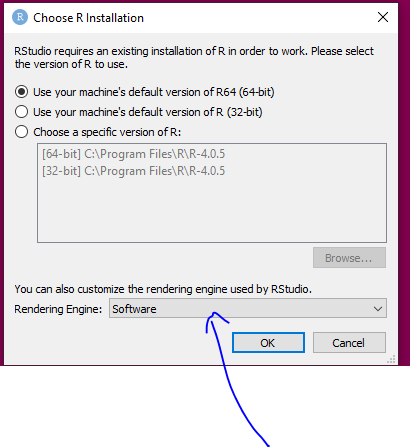 R Choose R Installation
RStudio requires an existing installation of R in order to work. Please select
the version of R to use.
Use your machine's default version of R64 (64-bit)
Use your machine's default version of R (32-bit)
Choose a specific version of R:
[64-bit] C:\Program Files\R\R-4.0.5
[32-bit] C:\Program Files\R\R-4.0.5
Browse...
You can also customize the rendering engine used by RStudio.
Rendering Engine: Software
OK Cancel